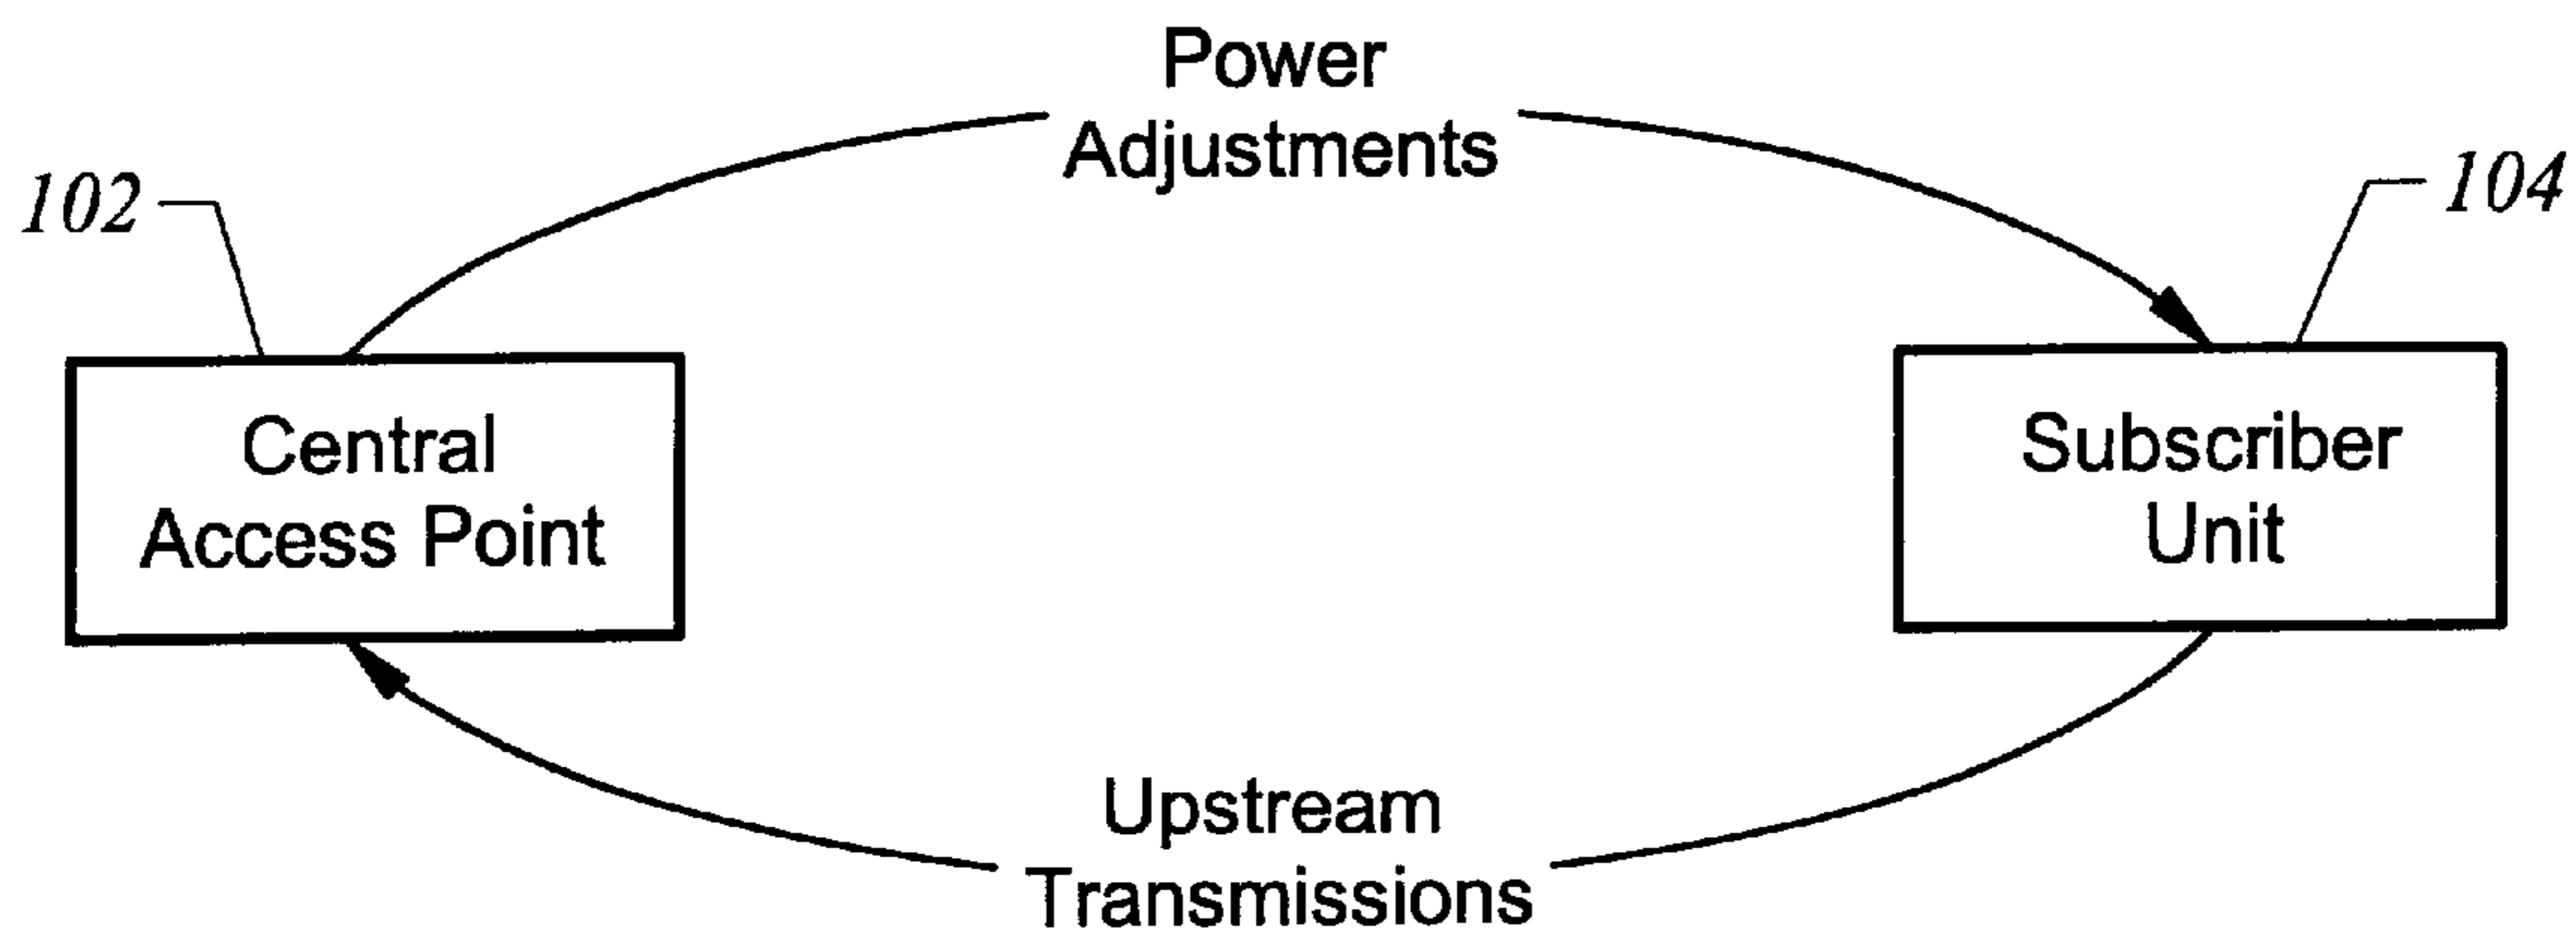 Power
Adjustments
102
104
Central
Access Point
Subscriber
Unit
Upstream
Transmissions